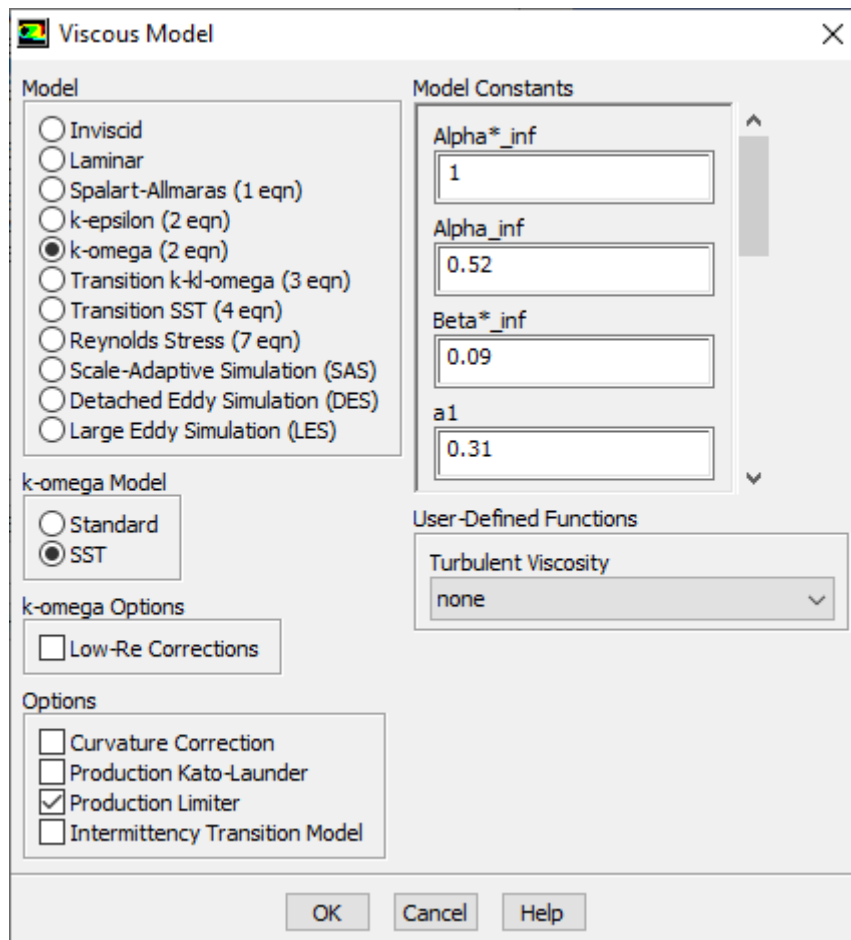 Viscous Model
Model
Inviscid
Laminar
Spalart-Allmaras (1 eqn)
k-epsilon (2 eqn)
k-omega (2 eqn)
Transition k-kl-omega (3 eqn)
Transition SST (4 eqn)
Reynolds Stress (7 eqn)
Scale-Adaptive Simulation (SAS)
Detached Eddy Simulation (DES)
Large Eddy Simulation (LES)
k-omega Model
Standard
SST
k-omega Options
Low-Re Corrections
Options
Curvature Correction
Production Kato-Launder
Production Limiter
Intermittency Transition Model
Model Constants
Alpha*_inf
1
Alpha_inf
0.52
Beta*_inf
0.09
a1
0.31
User-Defined Functions
Turbulent Viscosity
none
OK Cancel Help